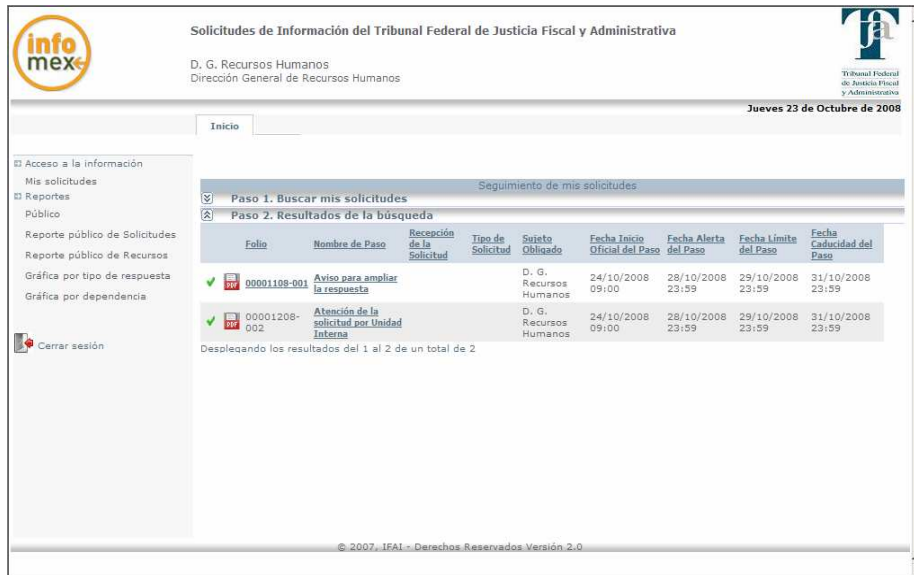 info
mex
Solicitudes de Información del Tribunal Federal de Justicia Fiscal y Administrativa
D. G. Recursos Humanos
Dirección General de Recursos Humanos
tfa
Tribunal Federal
de Justicia Fiscal
y Administrativa
Jueves 23 de Octubre de 2008
Inicio
Acceso a la información
Mis solicitudes
Reportes
Público
Reporte público de Solicitudes
Reporte público de Recursos
Gráfica por tipo de respuesta
Gráfica por dependencia
Cerrar sesión
Seguimiento de mis solicitudes
Paso 1. Buscar mis solicitudes
Paso 2. Resultados de la búsqueda
Folio Nombre de Paso Recepción de la Solicitud Tipo de Solicitud Sujeto Obligado Fecha Inicio Oficial del Paso Fecha Alerta del Paso Fecha Límite del Paso Fecha Caducidad del Paso
PDF 00001108-001 Aviso para ampliar la respuesta D. G. Recursos Humanos 24/10/2008 09:00 28/10/2008 23:59 29/10/2008 23:59 31/10/2008 23:59
PDF 00001208-002 Atención de la solicitud por Unidad Interna D. G. Recursos Humanos 24/10/2008 09:00 28/10/2008 23:59 29/10/2008 23:59 31/10/2008 23:59
Desplegando los resultados del 1 al 2 de un total de 2
© 2007, IFAI - Derechos Reservados Versión 2.0